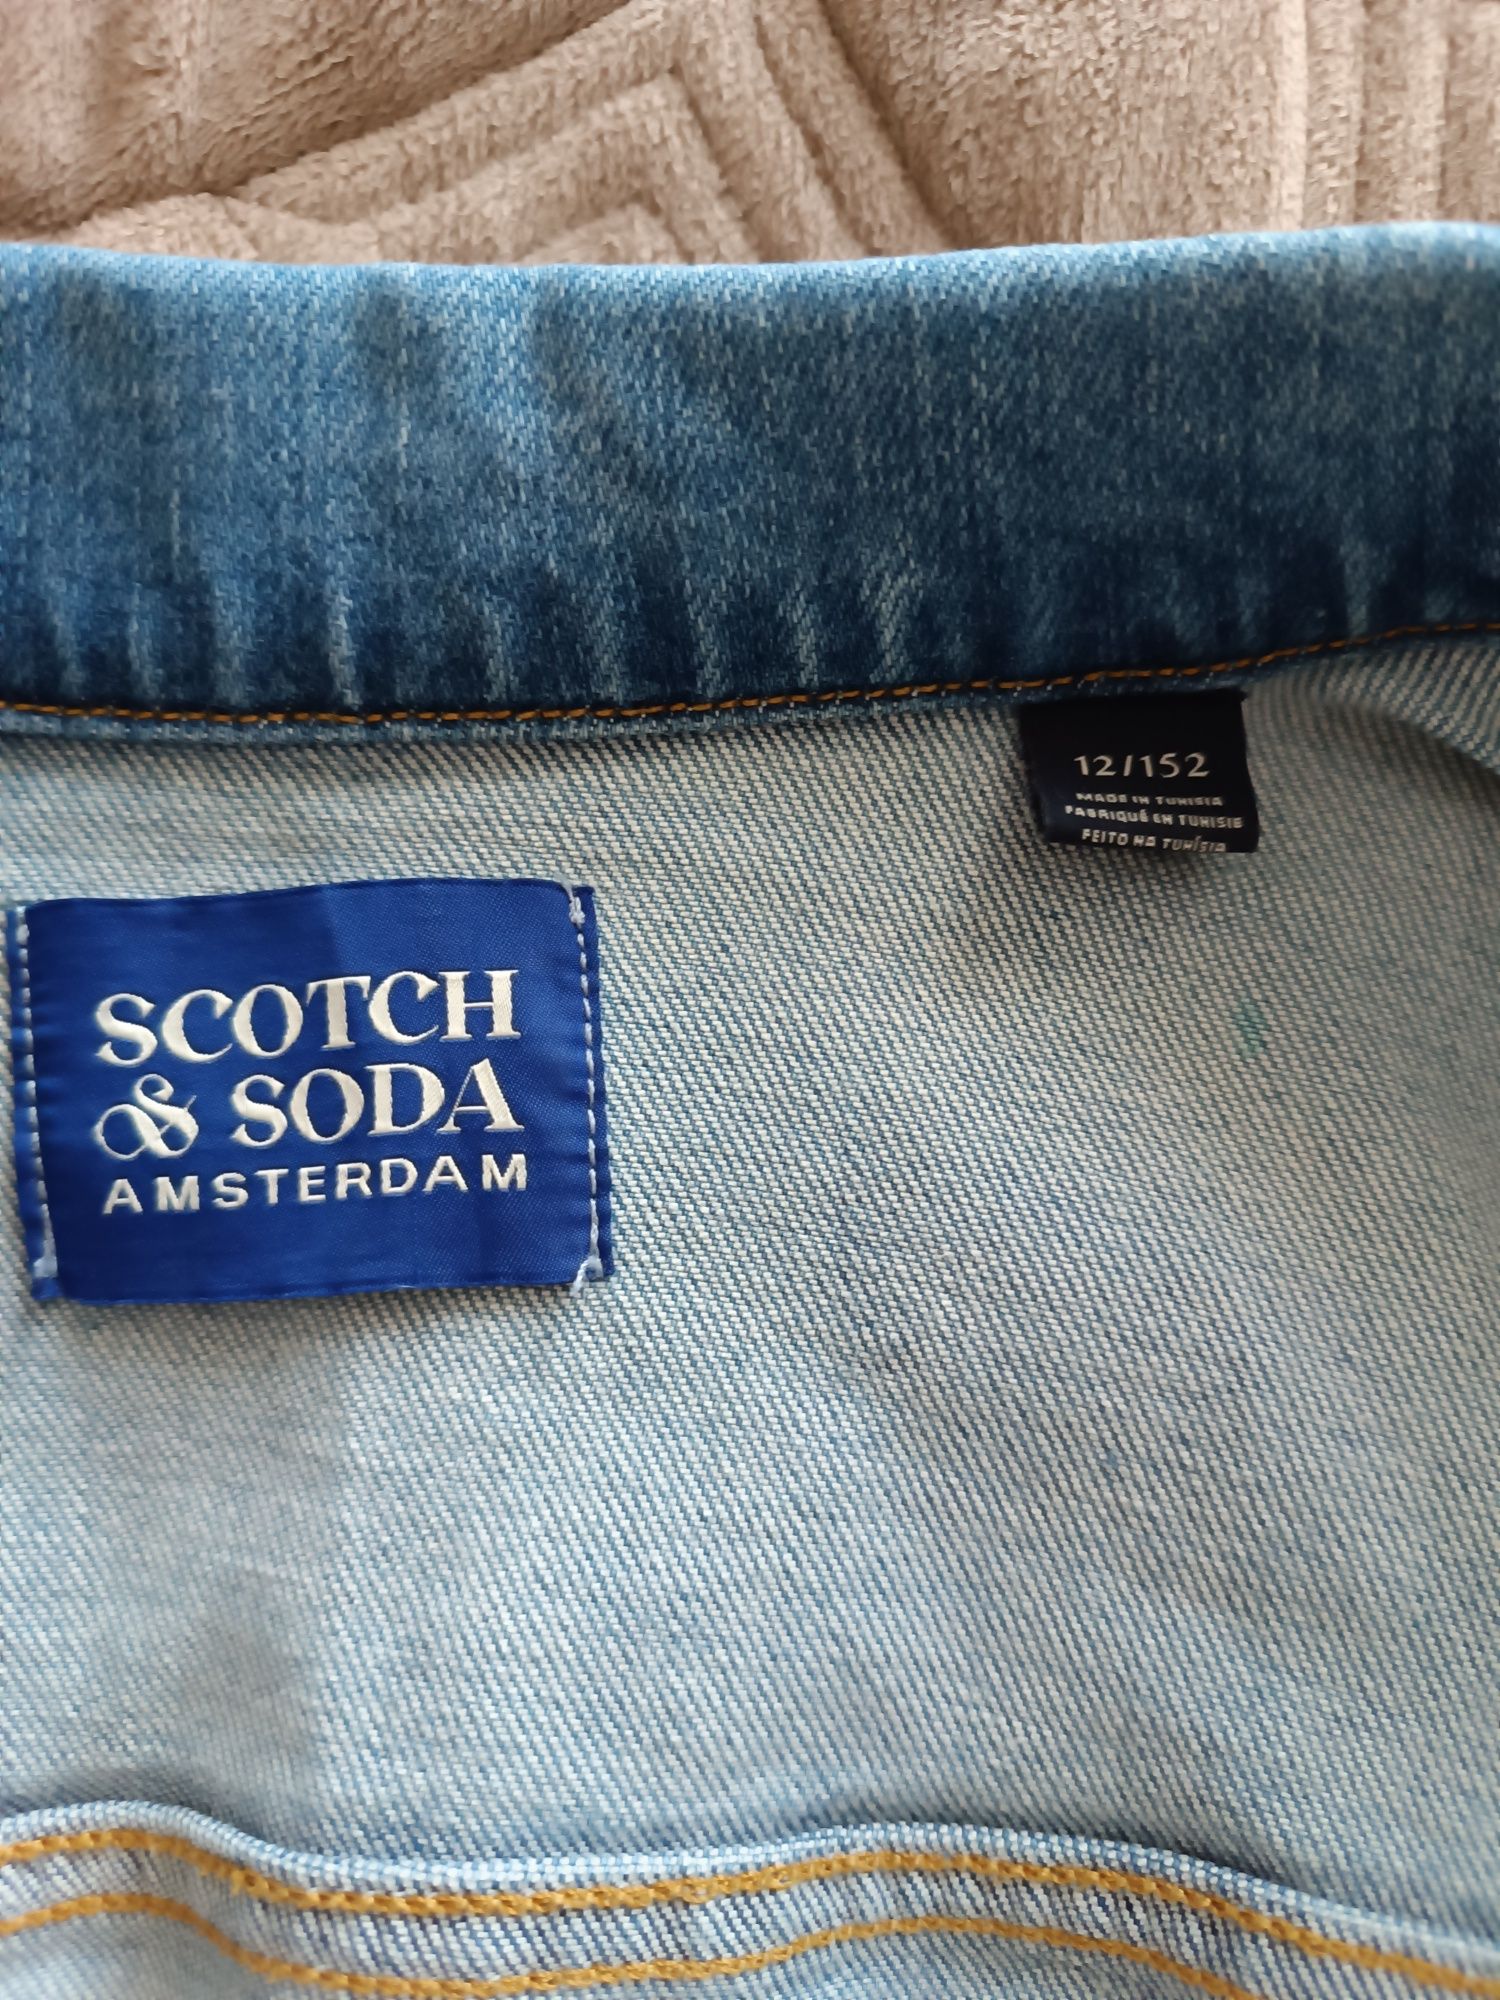 12/152
MADE IN TUNISIA
FABRIQUÉ EN TUNISIE
FEITO NA TUNÍSIA
SCOTCH
& SODA
AMSTERDAM